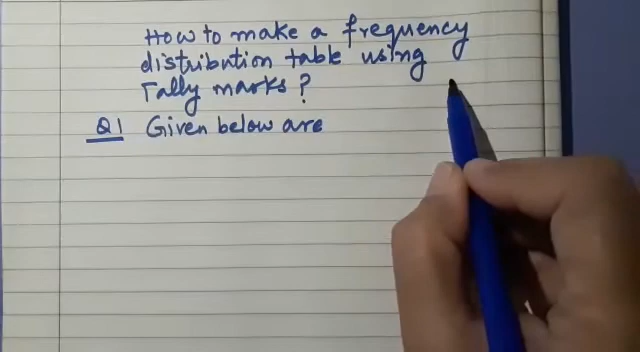 How to make a frequency
distribution table using
Tally marks?
Q1 Given below are